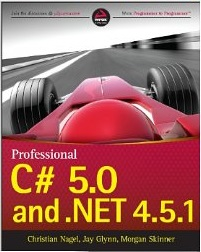 Professional
C# 5.0
and .NET 4.5.1
Christian Nagel, Jay Glynn, Morgan Skinner